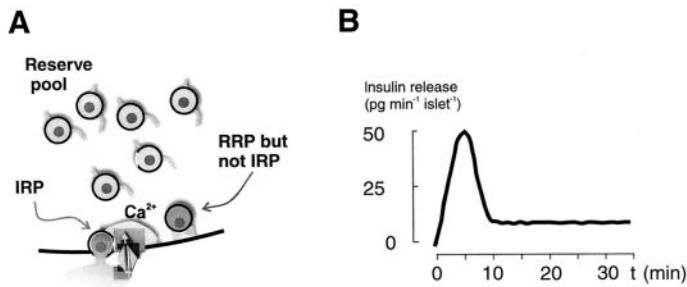 A
Reserve
pool
RRP but
not IRP
IRP
Ca²⁺
B
Insulin release
(pg min⁻¹ islet⁻¹)
50
25
0
0 10 20 30 t (min)